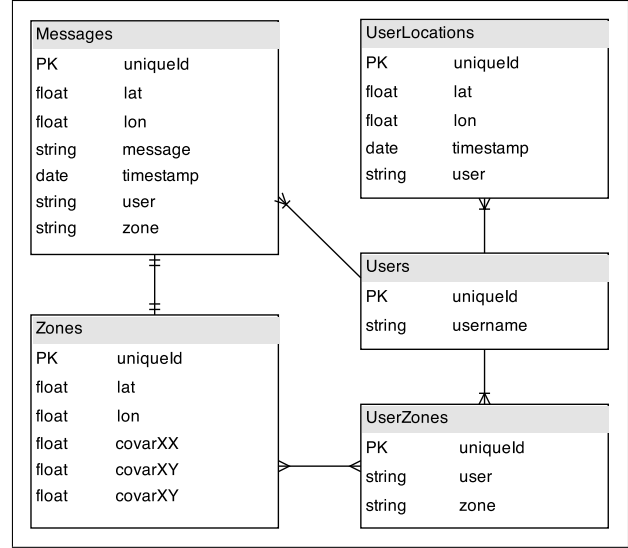 Messages
PK uniqueId
float lat
float lon
string message
date timestamp
string user
string zone
UserLocations
PK uniqueId
float lat
float lon
date timestamp
string user
Users
PK uniqueId
string username
Zones
PK uniqueId
float lat
float lon
float covarXX
float covarXY
float covarXY
UserZones
PK uniqueId
string user
string zone